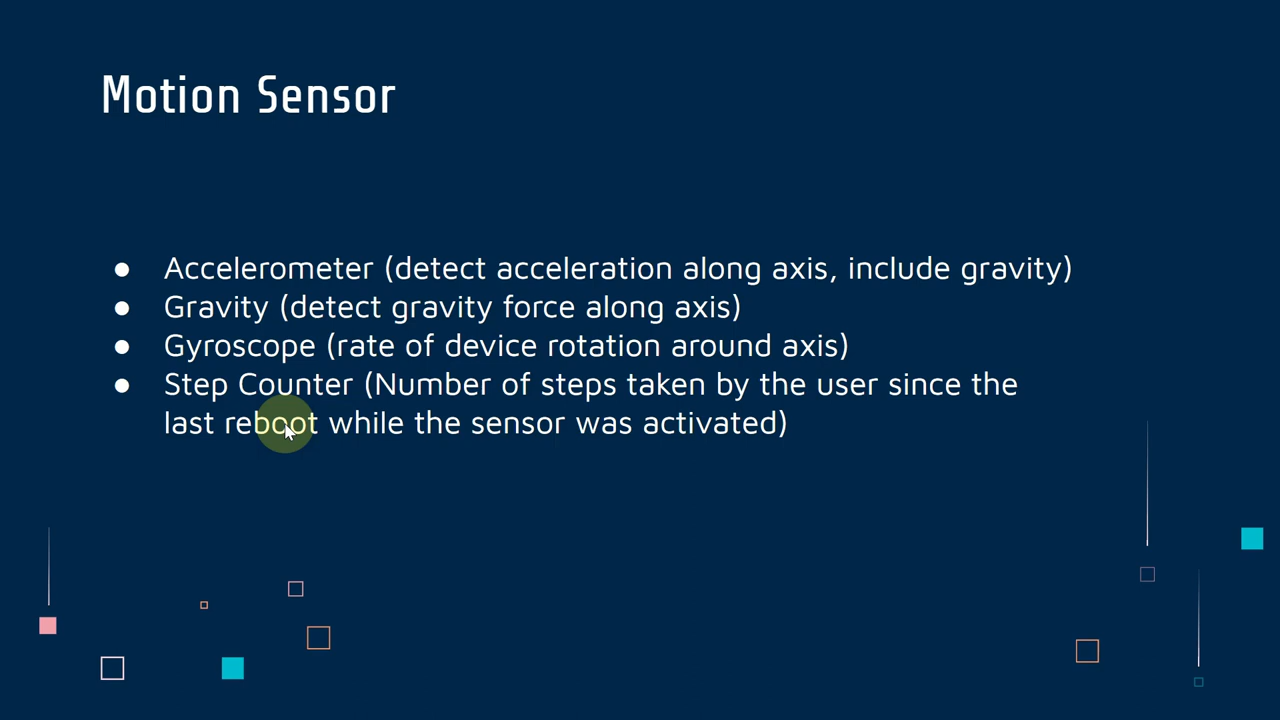 Motion Sensor
● Accelerometer (detect acceleration along axis, include gravity)
● Gravity (detect gravity force along axis)
● Gyroscope (rate of device rotation around axis)
● Step Counter (Number of steps taken by the user since the
last reboot while the sensor was activated)